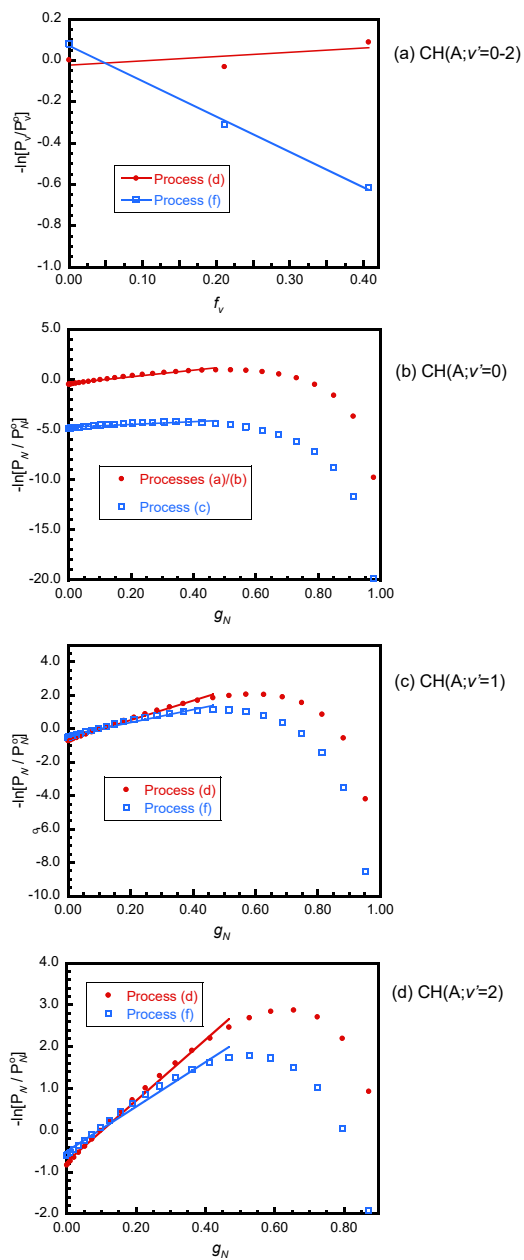 0.2
(a) CH(A;v'=0-2)
0.0
-0.2
-0.4
-0.6
-0.8
-1.0
-ln[Pv/P°v]
Process (d)
Process (f)
0.00 0.10 0.20 0.30 0.40
fv
5.0
(b) CH(A;v'=0)
0.0
-5.0
-10.0
-15.0
-20.0
-ln[PN / P°N]
Processes (a)/(b)
Process (c)
0.00 0.20 0.40 0.60 0.80 1.00
gN
4.0
(c) CH(A;v'=1)
2.0
0.0
-2.0
-4.0
-6.0
-8.0
-10.0
-ln[PN / P°N]
Process (d)
Process (f)
0.00 0.20 0.40 0.60 0.80 1.00
gN
4.0
(d) CH(A;v'=2)
3.0
2.0
1.0
0.0
-1.0
-2.0
-ln[PN / P°N]
Process (d)
Process (f)
0.00 0.20 0.40 0.60 0.80
gN